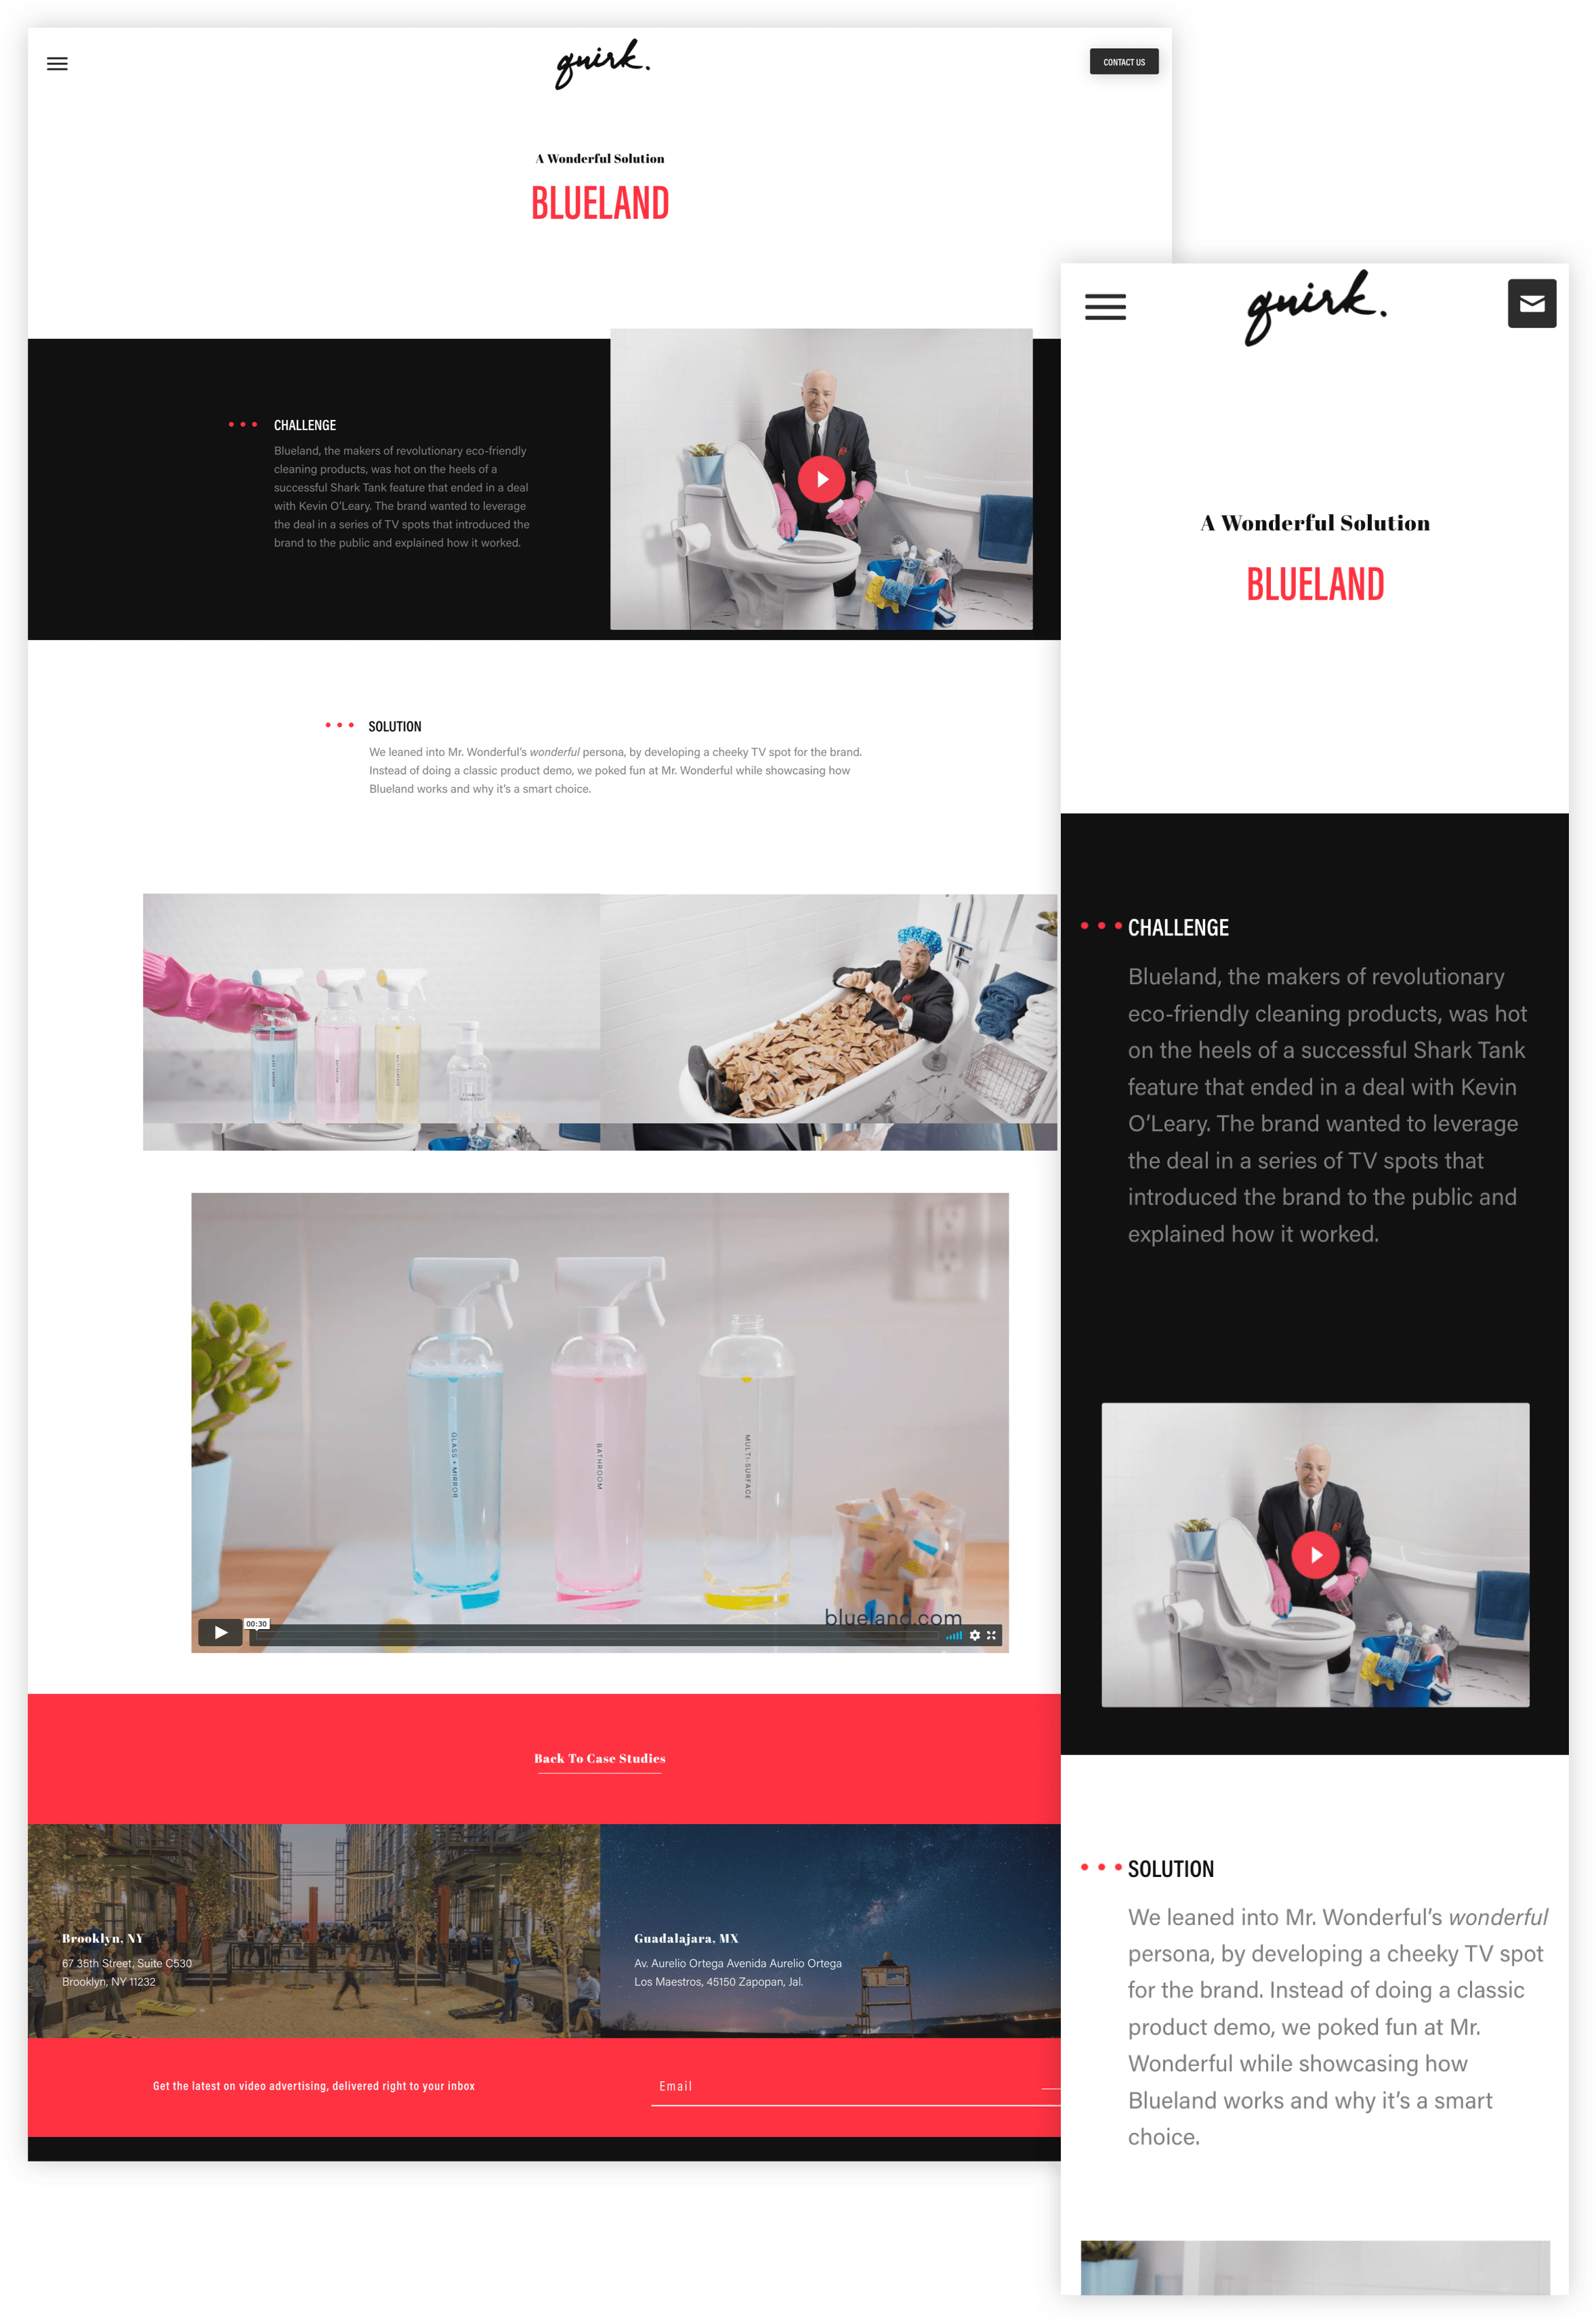 quirk.
CONTACT US
A Wonderful Solution
BLUELAND
CHALLENGE
Blueland, the makers of revolutionary eco-friendly
cleaning products, was hot on the heels of a
successful Shark Tank feature that ended in a deal
with Kevin O’Leary. The brand wanted to leverage
the deal in a series of TV spots that introduced the
brand to the public and explained how it worked.
SOLUTION
We leaned into Mr. Wonderful’s wonderful persona, by developing a cheeky TV spot for the brand.
Instead of doing a classic product demo, we poked fun at Mr. Wonderful while showcasing how
Blueland works and why it’s a smart choice.
GLASS + MIRROR
BATHROOM
MULTI-SURFACE
blueland.com
00:30
Back To Case Studies
Brooklyn, NY
67 35th Street, Suite C530
Brooklyn, NY 11232
Guadalajara, MX
Av. Aurelio Ortega Avenida Aurelio Ortega
Los Maestros, 45150 Zapopan, Jal.
Get the latest on video advertising, delivered right to your inbox
Email
quirk.
A Wonderful Solution
BLUELAND
CHALLENGE
Blueland, the makers of revolutionary
eco-friendly cleaning products, was hot
on the heels of a successful Shark Tank
feature that ended in a deal with Kevin
O’Leary. The brand wanted to leverage
the deal in a series of TV spots that
introduced the brand to the public and
explained how it worked.
SOLUTION
We leaned into Mr. Wonderful’s wonderful
persona, by developing a cheeky TV spot
for the brand. Instead of doing a classic
product demo, we poked fun at Mr.
Wonderful while showcasing how
Blueland works and why it’s a smart
choice.